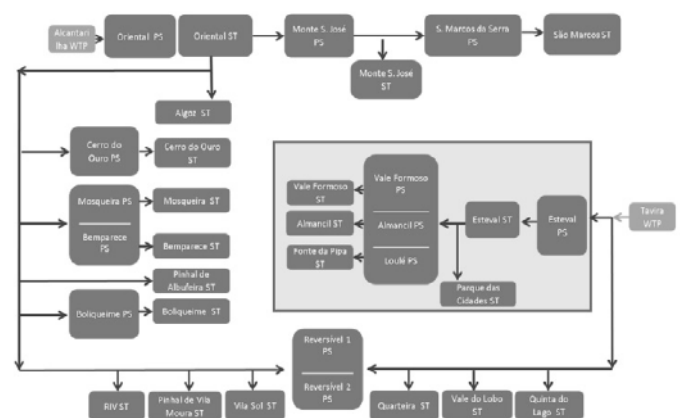 Alcantari
lha WTP
Oriental PS
Oriental ST
Monte S. José
PS
S. Marcos da Serra
PS
São Marcos ST
Monte S. José
ST
Algoz ST
Cerro do
Ouro PS
Cerro do Ouro
ST
Mosqueira PS
Mosqueira ST
Bemparece
PS
Bemparece ST
Pinhal de
Albufeira ST
Boliqueime PS
Boliqueime ST
Vale Formoso
ST
Vale Formoso
PS
Almancil ST
Almancil PS
Fonte da Pipa
ST
Loulé PS
Esteval ST
Esteval
PS
Tavira
WTP
Parque das
Cidades ST
Reversível 1
PS
Reversível 2
PS
RIV ST
Pinhal de Vila
Moura ST
Vila Sol ST
Quarteira ST
Vale do Lobo
ST
Quinta do
Lago ST